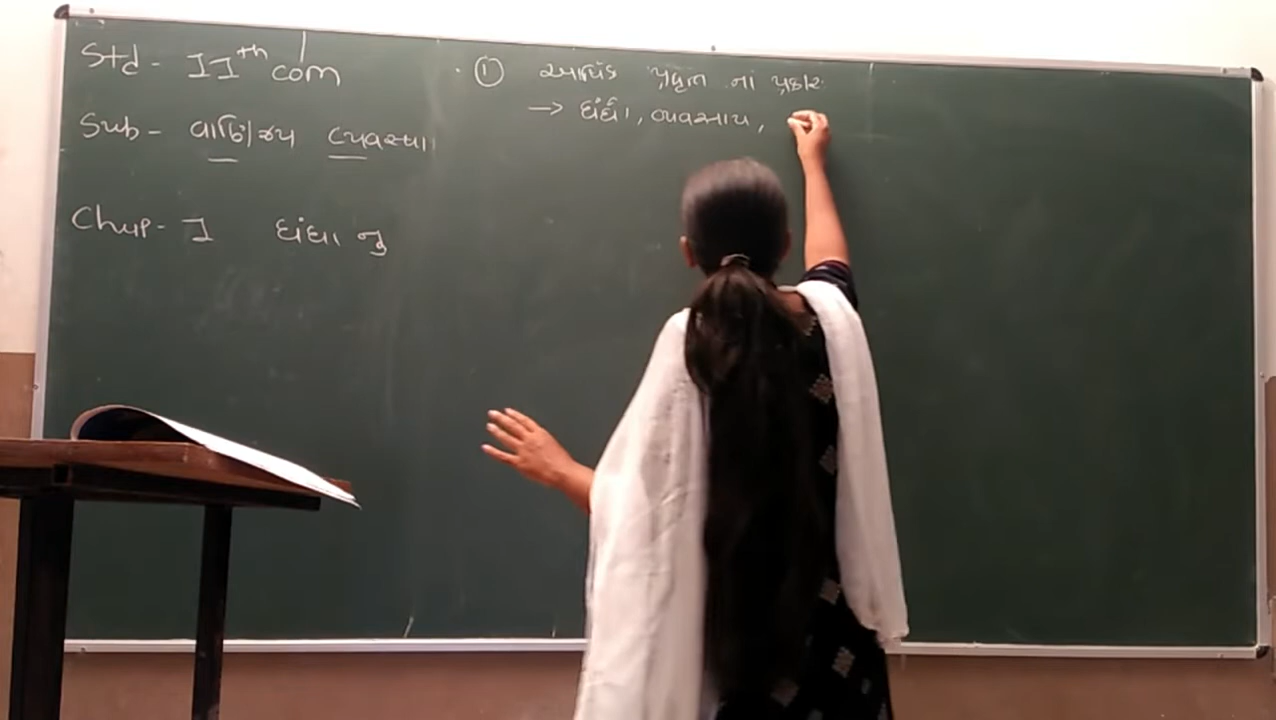 Std - 11th com
Sub - વાણિજ્ય વ્યવસ્થા
Chap - 1 ધંધા નુ
① આર્થિક પ્રવૃત્તિ નાં પ્રકાર
→ ધંધો, વ્યવસાય,